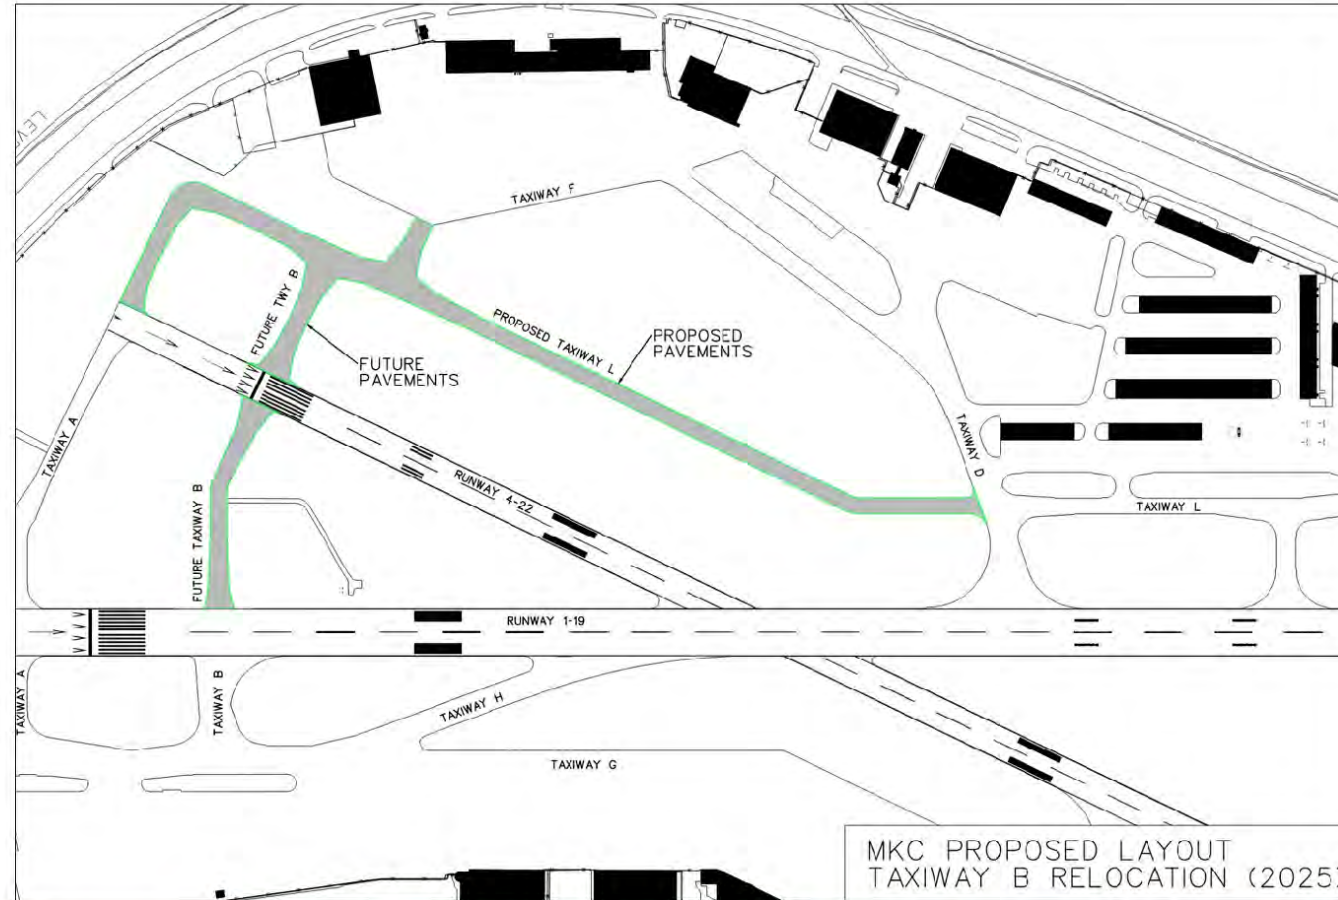 TAXIWAY F
FUTURE TWY B
PROPOSED TAXIWAY L
PROPOSED
PAVEMENTS
FUTURE
PAVEMENTS
TAXIWAY A
TAXIWAY D
RUNWAY 4-22
TAXIWAY L
FUTURE TAXIWAY B
RUNWAY 1-19
TAXIWAY A
TAXIWAY B
TAXIWAY H
TAXIWAY G
MKC PROPOSED LAYOUT
TAXIWAY B RELOCATION (2025)